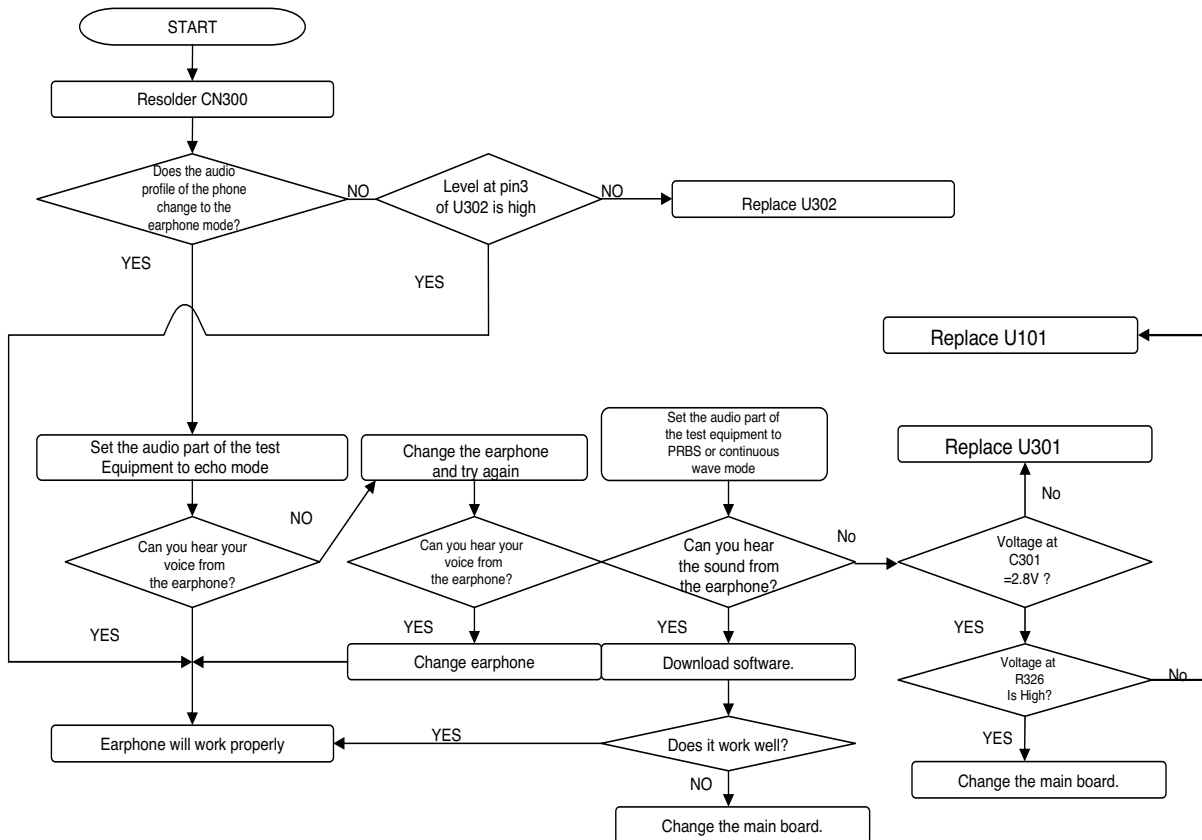 START
Resolder CN300
Does the audio
profile of the phone
change to the
earphone mode?
NO
Level at pin3
of U302 is high
NO
Replace U302
YES
YES
Replace U101
Set the audio part of the test
Equipment to echo mode
Change the earphone
and try again
Set the audio part of
the test equipment to
PRBS or continuous
wave mode
Replace U301
NO
No
No
Can you hear your
voice from
the earphone?
Can you hear your
voice from
the earphone?
Can you hear
the sound from
the earphone?
Voltage at
C301
=2.8V ?
YES
YES
YES
YES
Change earphone
Download software.
Voltage at
R326
Is High?
No
Earphone will work properly
YES
Does it work well?
YES
NO
Change the main board.
Change the main board.